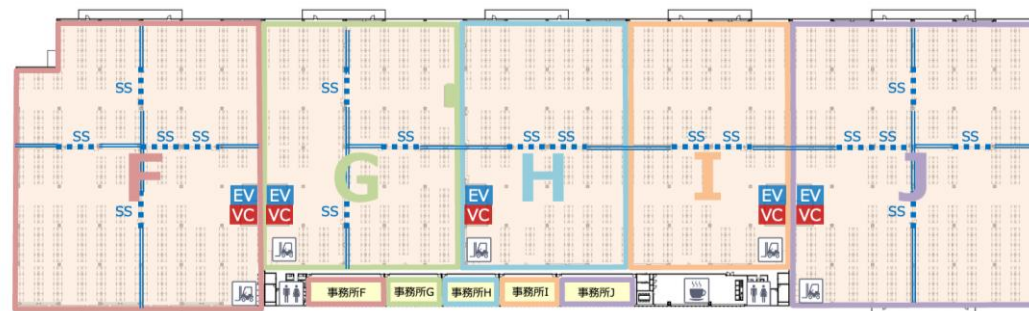 SS SS SS
SS SS SS SS SS SS SS SS SS SS SS
F G H I J
EV EV EV EV EV
VC VC VC VC VC
SS SS
事務所F 事務所G 事務所H 事務所I 事務所J